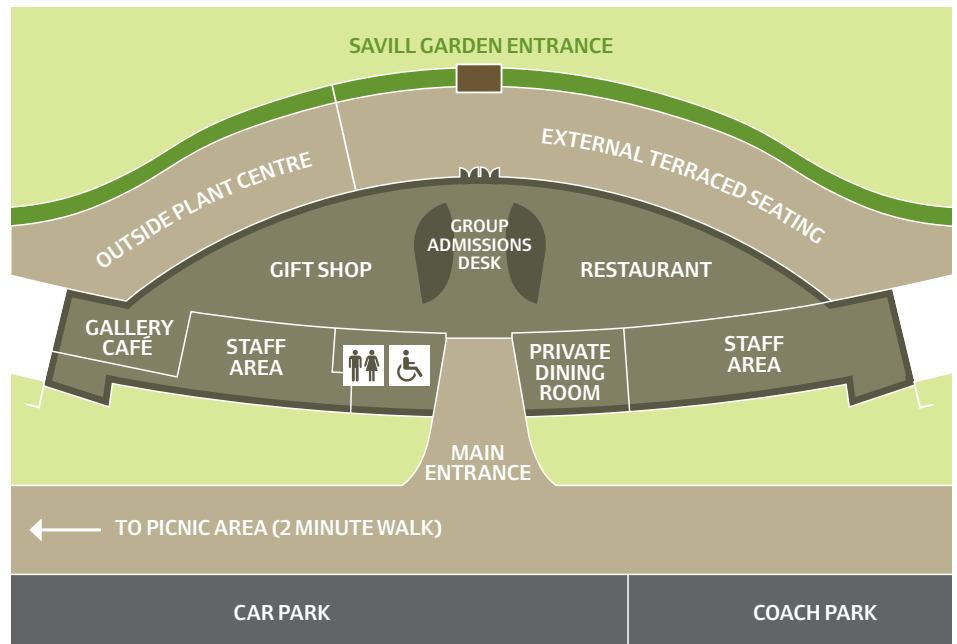 SAVILL GARDEN ENTRANCE
OUTSIDE PLANT CENTRE
EXTERNAL TERRACED SEATING
GROUP
ADMISSIONS
DESK
GIFT SHOP
RESTAURANT
GALLERY
CAFÉ
STAFF
AREA
PRIVATE
DINING
ROOM
STAFF
AREA
MAIN
ENTRANCE
TO PICNIC AREA (2 MINUTE WALK)
CAR PARK
COACH PARK